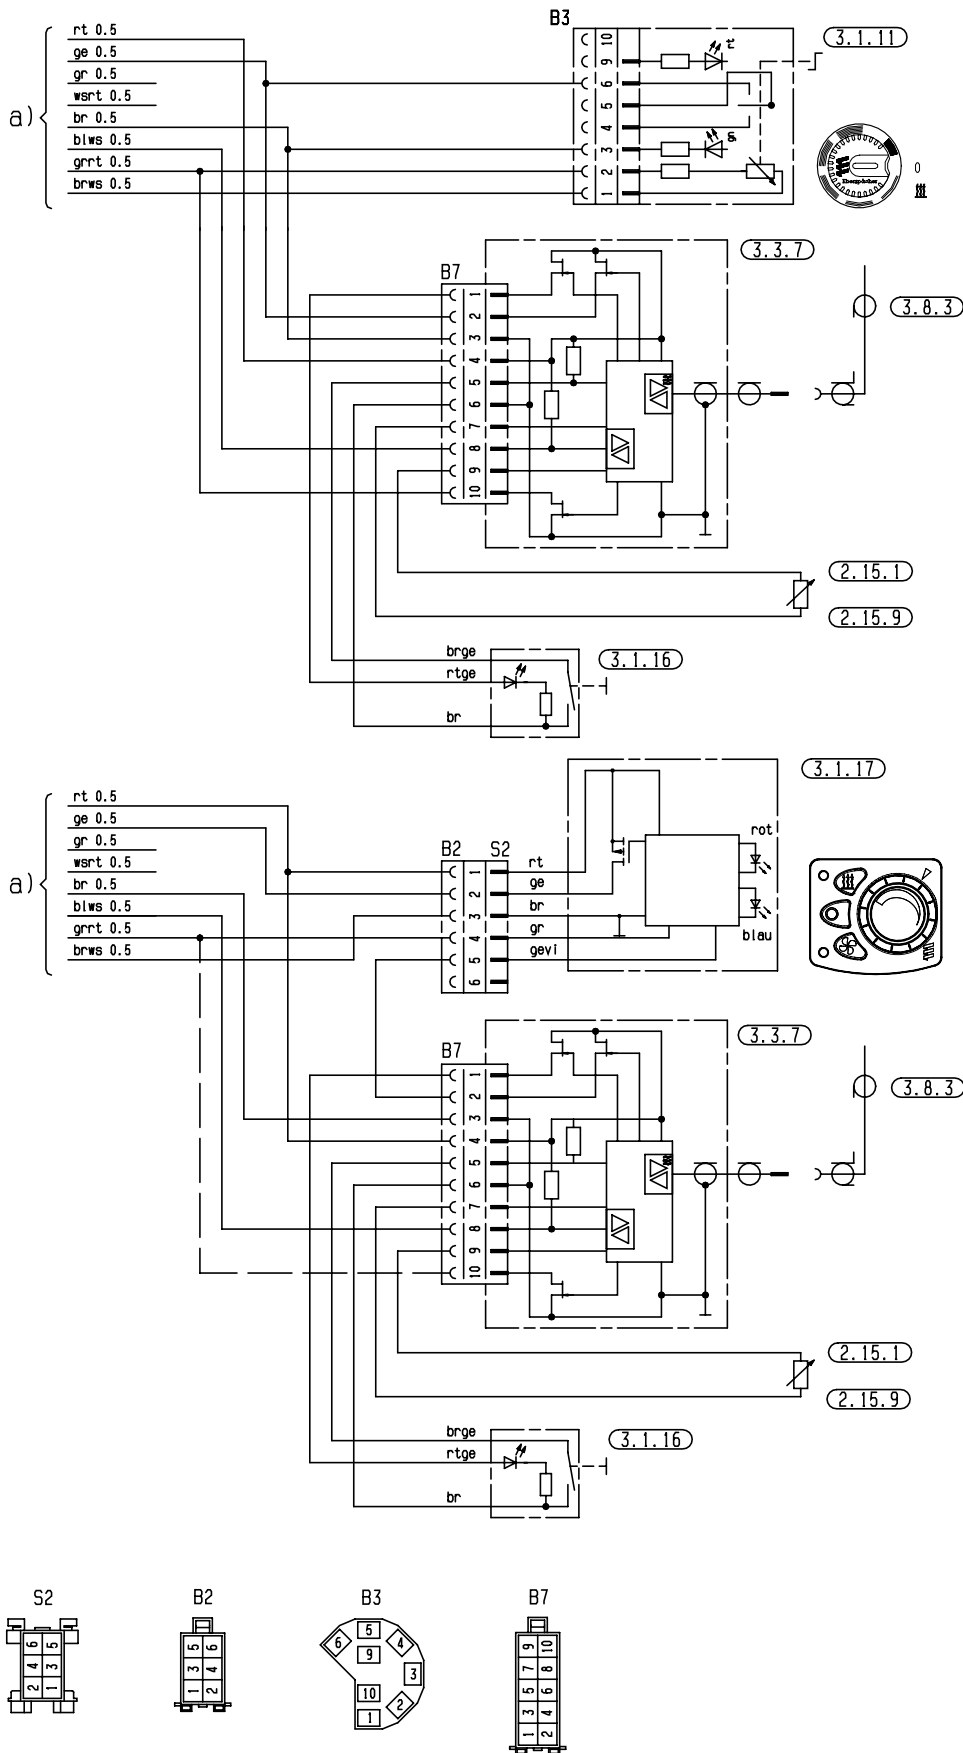 B3
rt 0.5
ge 0.5
gr 0.5
wsrt 0.5
br 0.5
blws 0.5
grrt 0.5
brws 0.5
a)
10
9
6
5
4
3
2
1
rt
3.1.11
Eberspächer
3.3.7
B7
1
2
3
4
5
6
7
8
9
10
3.8.3
2.15.1
2.15.9
brge
rtge
br
3.1.16
3.1.17
rt 0.5
ge 0.5
gr 0.5
wsrt 0.5
br 0.5
blws 0.5
grrt 0.5
brws 0.5
a)
B2
S2
1
2
3
4
5
6
rt
ge
br
gr
gevi
rot
blau
B7
3.3.7
1
2
3
4
5
6
7
8
9
10
3.8.3
2.15.1
2.15.9
brge
rtge
br
3.1.16
S2
6 5
4 3
2 1
B2
5 6
3 4
1 2
B3
5
6
4
9
3
10
2
1
B7
9 10
7 8
5 6
3 4
1 2